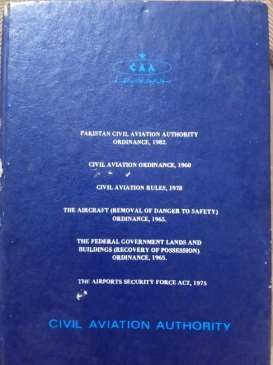 CAA
PAKISTAN CIVIL AVIATION AUTHORITY
ORDINANCE, 1982.
CIVIL AVIATION ORDINANCE, 1960
CIVIL AVIATION RULES, 1978
THE AIRCRAFT (REMOVAL OF DANGER TO SAFETY)
ORDINANCE, 1965.
THE FEDERAL GOVERNMENT LANDS AND
BUILDINGS (RECOVERY OF POSSESSION)
ORDINANCE, 1965.
THE AIRPORTS SECURITY FORCE ACT, 1975
CIVIL AVIATION AUTHORITY